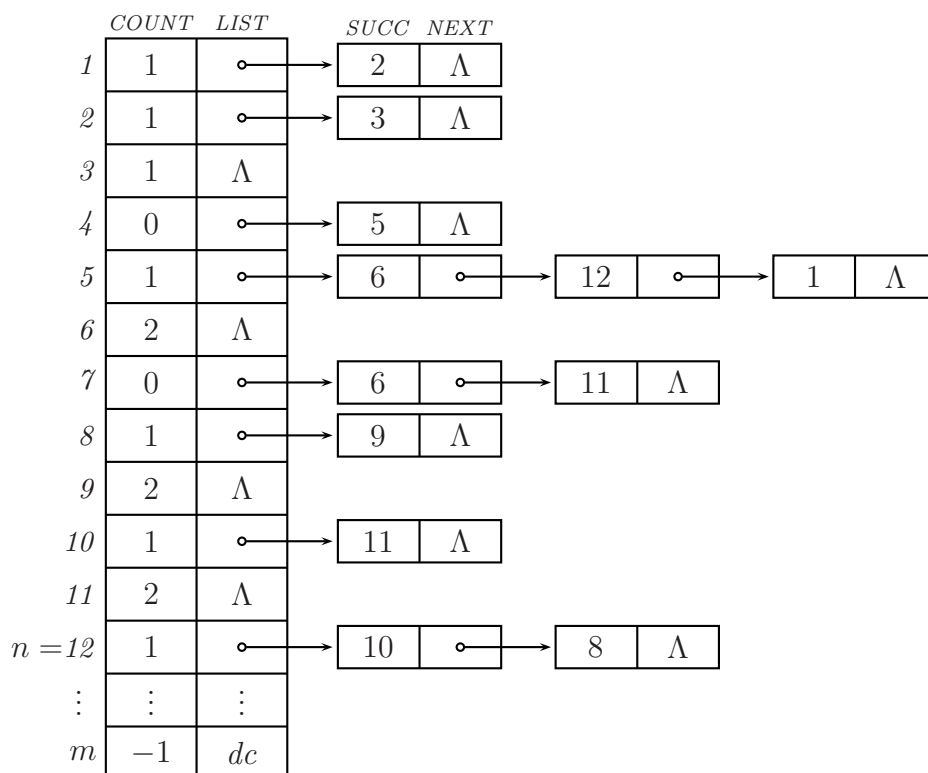 COUNT LIST SUCC NEXT
1 1 2 Λ
2 1 3 Λ
3 1 Λ
4 0 5 Λ
5 1 6 12 1 Λ
6 2 Λ
7 0 6 11 Λ
8 1 9 Λ
9 2 Λ
10 1 11 Λ
11 2 Λ
n =12 1 10 8 Λ
⋮ ⋮ ⋮
m −1 dc